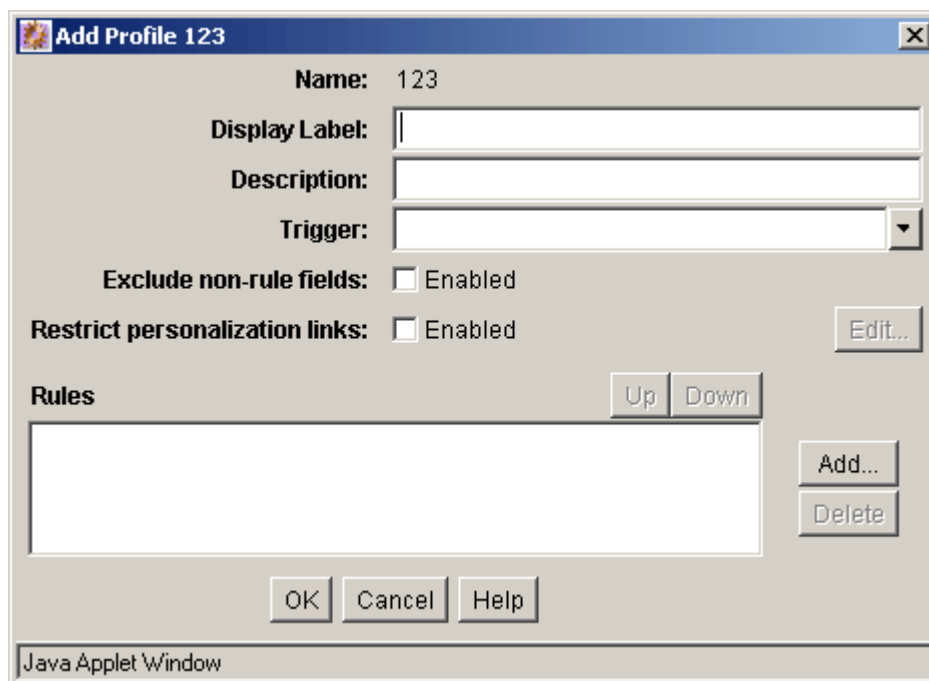 Add Profile 123
Name: 123
Display Label:
Description:
Trigger:
Exclude non-rule fields: Enabled
Restrict personalization links: Enabled Edit...
Rules Up Down
Add...
Delete
OK Cancel Help
Java Applet Window